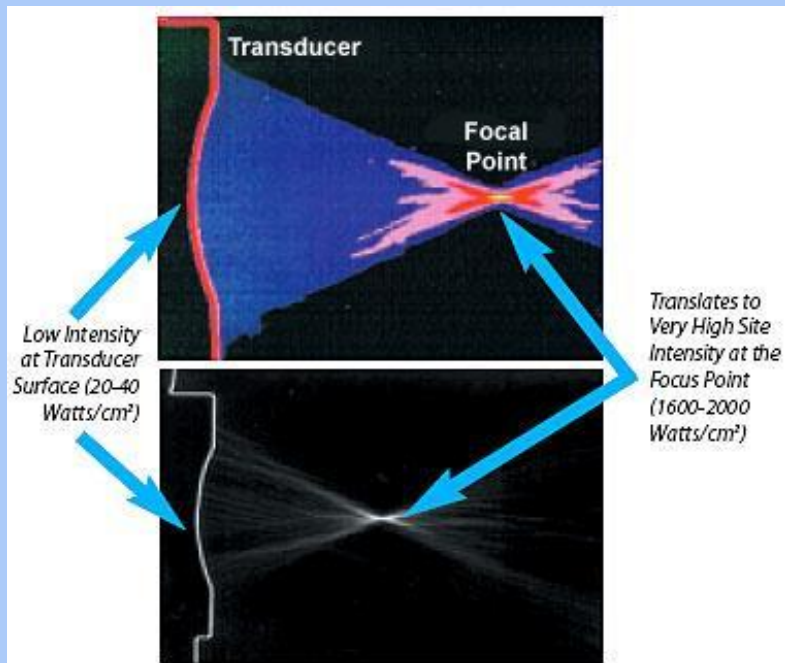 Transducer
Focal
Point
Low Intensity
at Transducer
Surface (20-40
Watts/cm²)
Translates to
Very High Site
Intensity at the
Focus Point
(1600-2000
Watts/cm²)